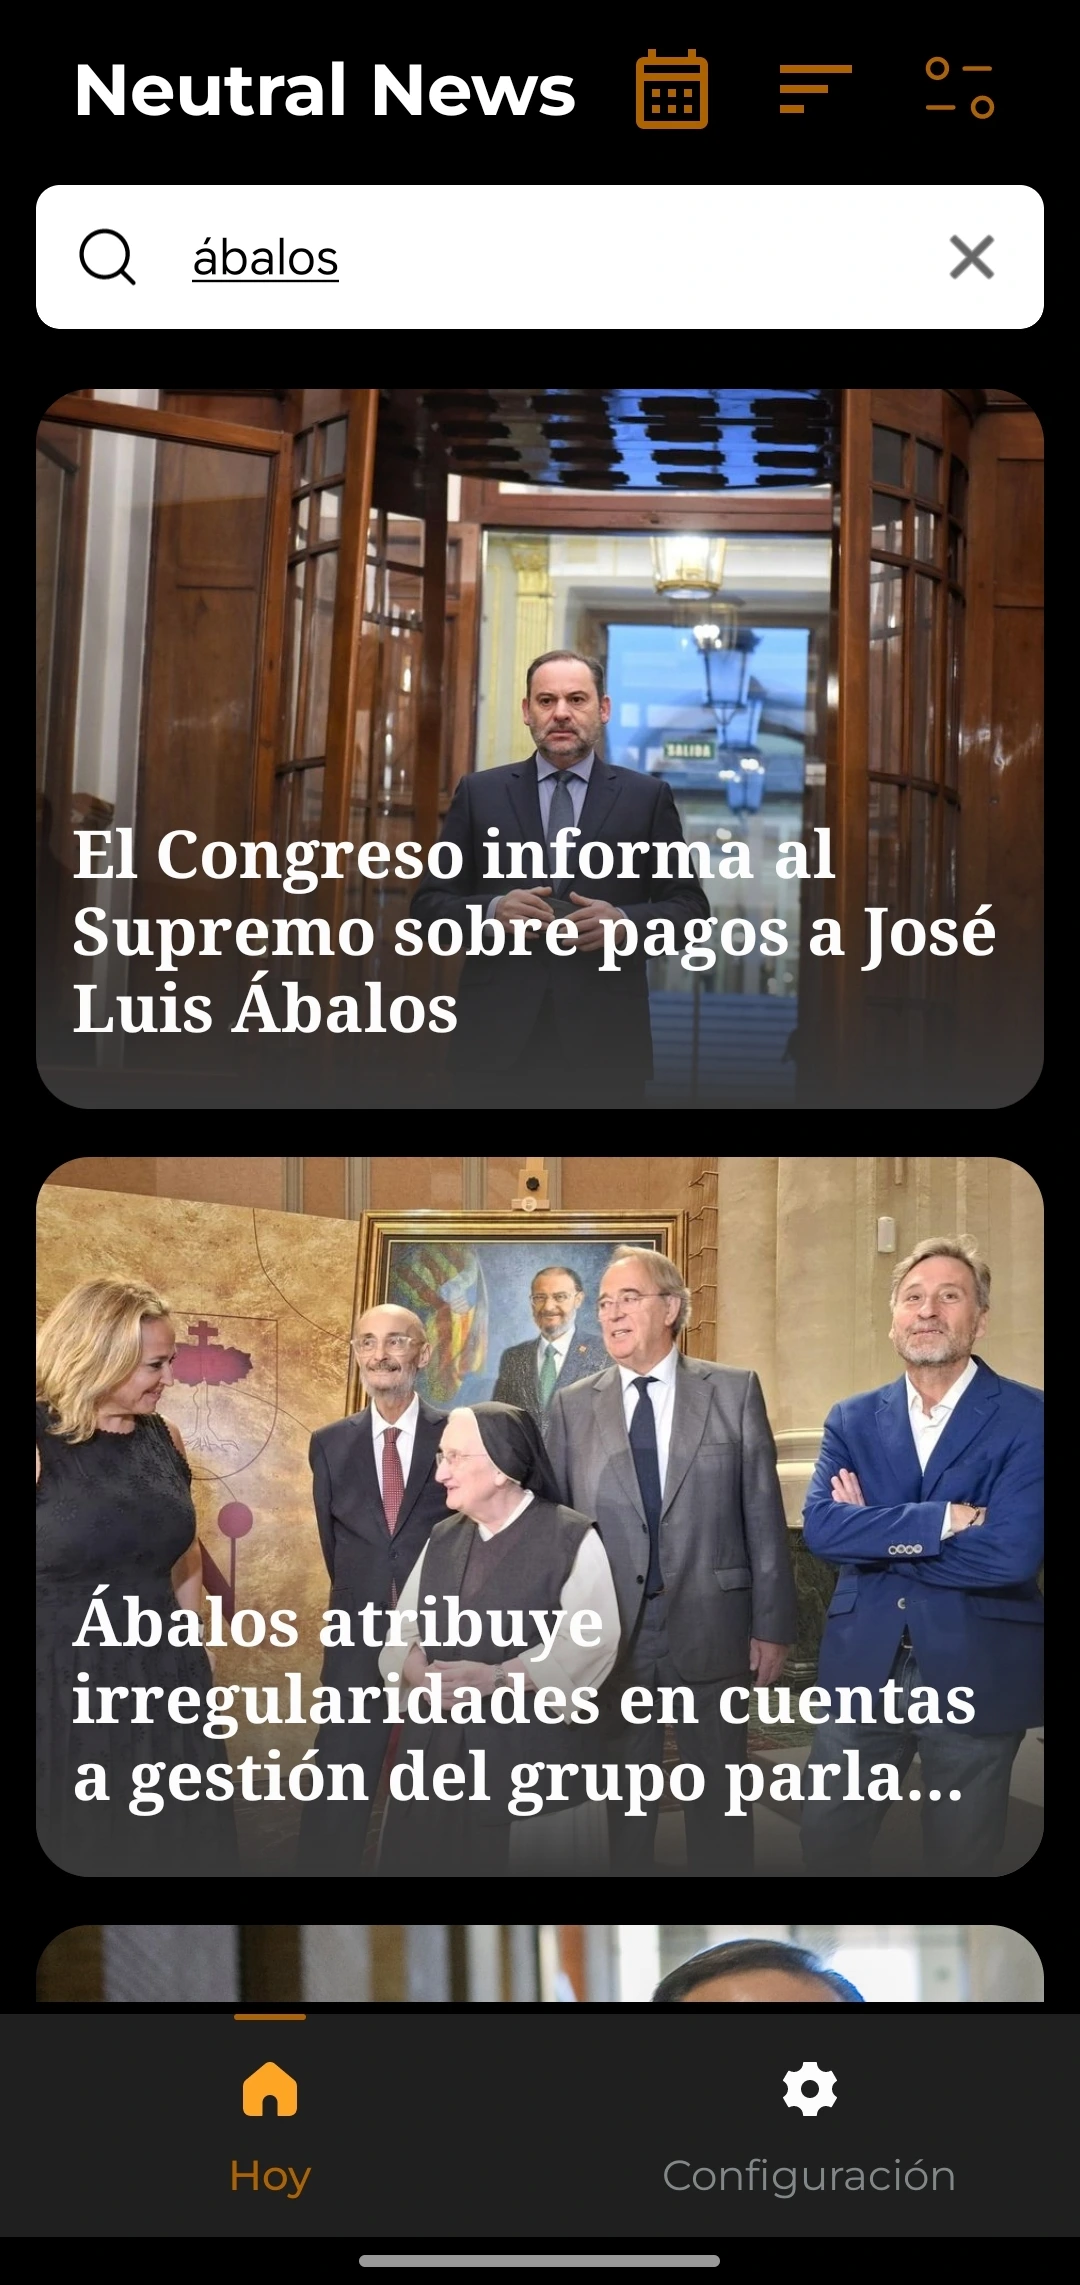 Neutral News
ábalos
SALIDA
El Congreso informa al
Supremo sobre pagos a José
Luis Ábalos
Ábalos atribuye
irregularidades en cuentas
a gestión del grupo parla...
Hoy
Configuración